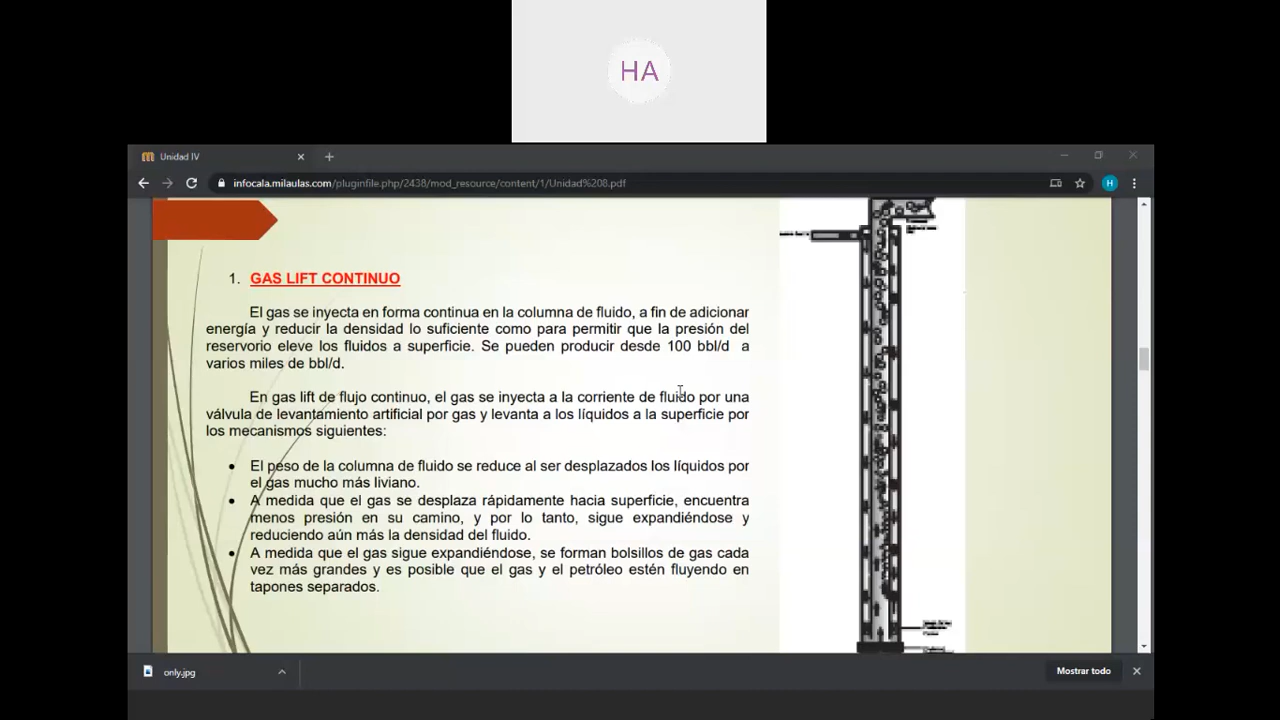 HA
Unidad IV
infocala.milaulas.com/pluginfile.php/2438/mod_resource/content/1/Unidad%208.pdf
H
1. GAS LIFT CONTINUO
El gas se inyecta en forma continua en la columna de fluido, a fin de adicionar
energía y reducir la densidad lo suficiente como para permitir que la presión del
reservorio eleve los fluidos a superficie. Se pueden producir desde 100 bbl/d a
varios miles de bbl/d.
En gas lift de flujo continuo, el gas se inyecta a la corriente de fluido por una
válvula de levantamiento artificial por gas y levanta a los líquidos a la superficie por
los mecanismos siguientes:
• El peso de la columna de fluido se reduce al ser desplazados los líquidos por
el gas mucho más liviano.
• A medida que el gas se desplaza rápidamente hacia superficie, encuentra
menos presión en su camino, y por lo tanto, sigue expandiéndose y
reduciendo aún más la densidad del fluido.
• A medida que el gas sigue expandiéndose, se forman bolsillos de gas cada
vez más grandes y es posible que el gas y el petróleo estén fluyendo en
tapones separados.
only.jpg
Mostrar todo